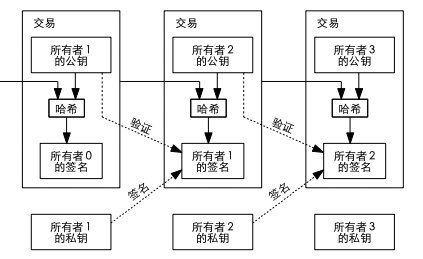 交易
交易
交易
所有者1
的公钥
所有者2
的公钥
所有者3
的公钥
哈希
哈希
哈希
验证
验证
所有者0
的签名
所有者1
的签名
所有者2
的签名
签名
签名
所有者1
的私钥
所有者2
的私钥
所有者3
的私钥